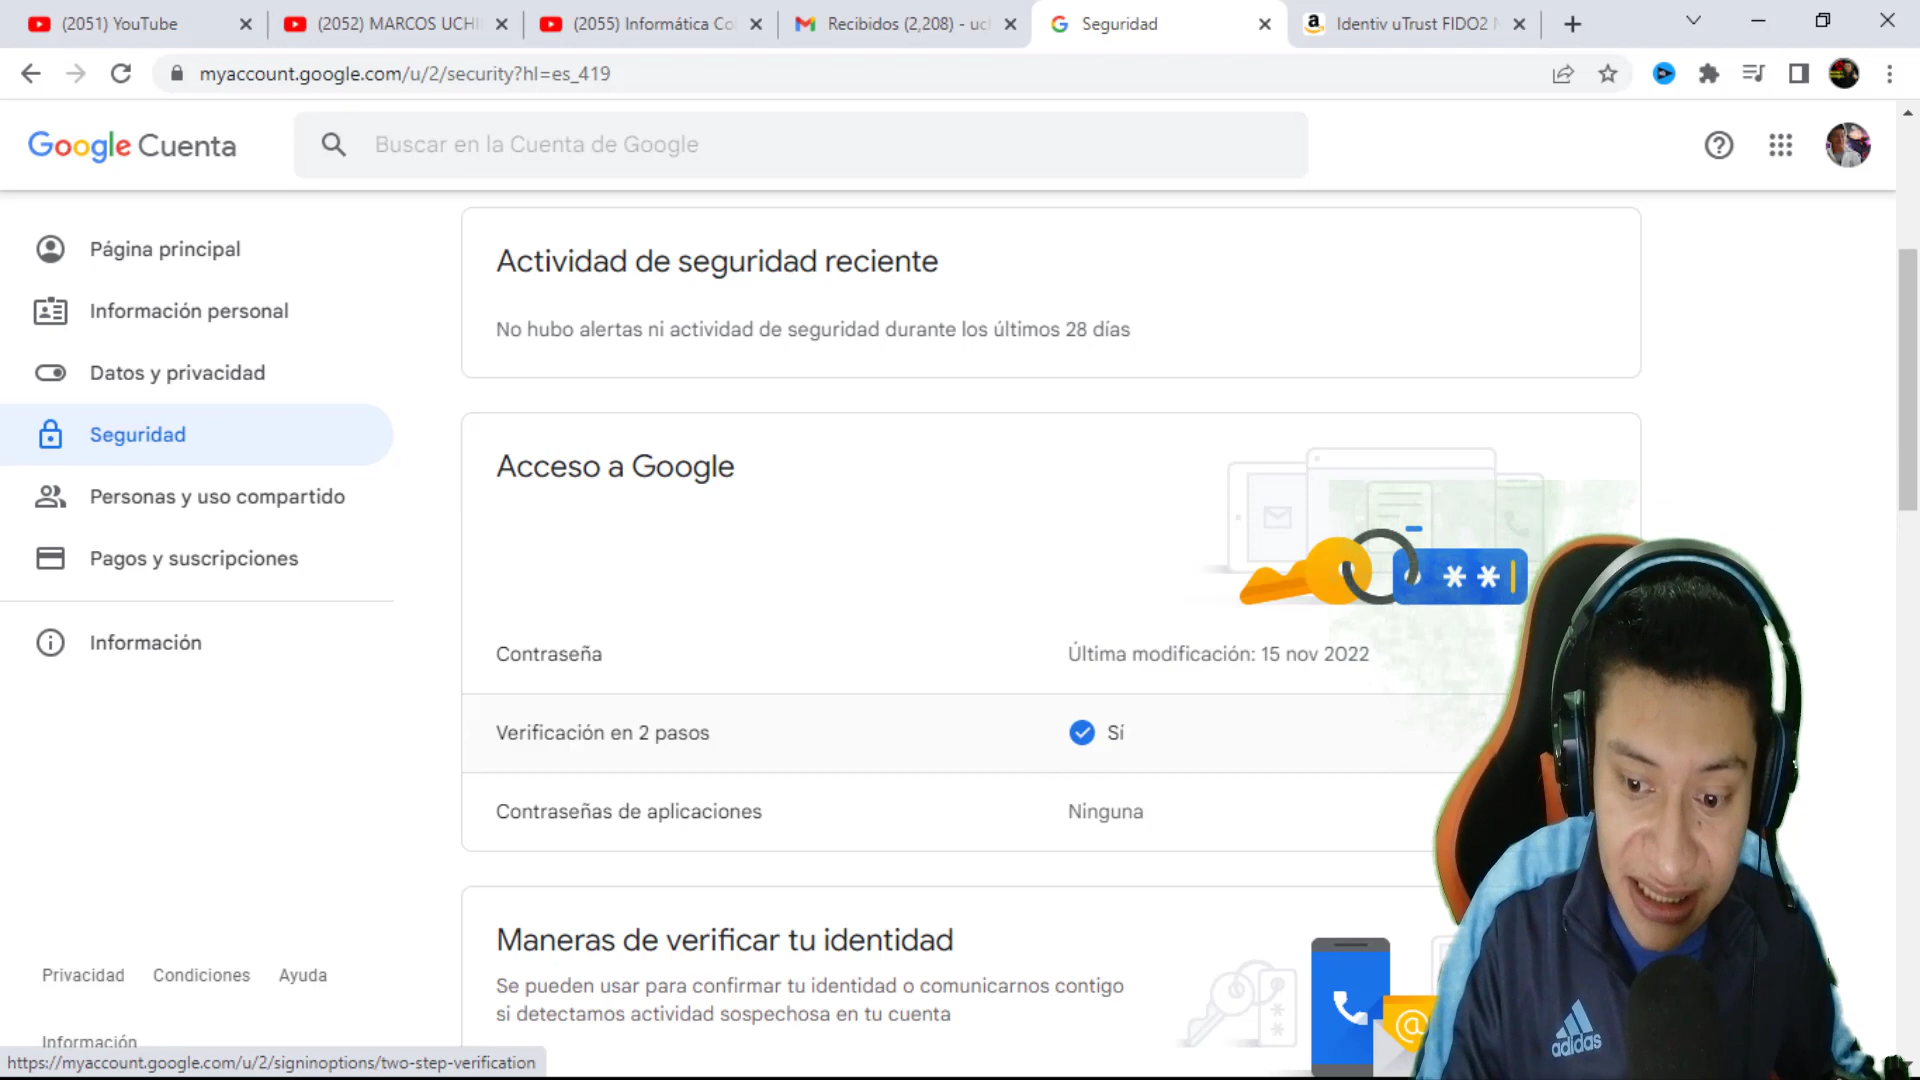 (2051) YouTube
(2052) MARCOS UCHI
(2055) Informática Co
Recibidos (2,208) - uch
Seguridad
Identiv uTrust FIDO2 N
myaccount.google.com/u/2/security?hl=es_419
Google Cuenta
Buscar en la Cuenta de Google
Página principal
Información personal
Datos y privacidad
Seguridad
Personas y uso compartido
Pagos y suscripciones
Información
Privacidad Condiciones Ayuda
Información
Actividad de seguridad reciente
No hubo alertas ni actividad de seguridad durante los últimos 28 días
Acceso a Google
**|
Contraseña Última modificación: 15 nov 2022
Verificación en 2 pasos Sí
Contraseñas de aplicaciones Ninguna
Maneras de verificar tu identidad
Se pueden usar para confirmar tu identidad o comunicarnos contigo
si detectamos actividad sospechosa en tu cuenta
@
adidas
https://myaccount.google.com/u/2/signinoptions/two-step-verification